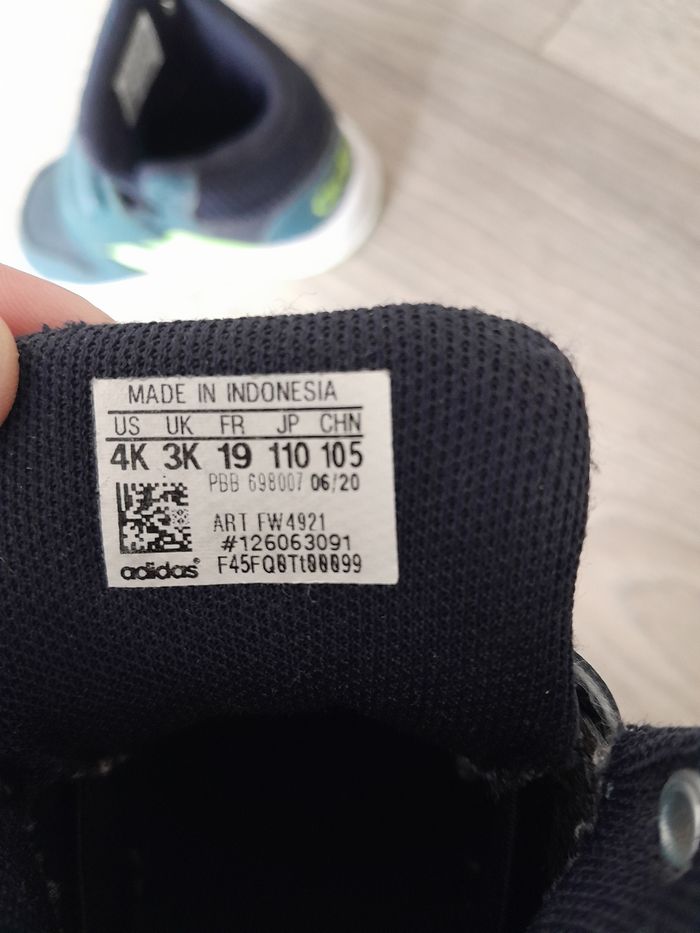 MADE IN INDONESIA
US UK FR JP CHN
4K 3K 19 110 105
PBB 698007 06/20
ART FW4921
#126063091
adidas® F45FQ0Tt00099